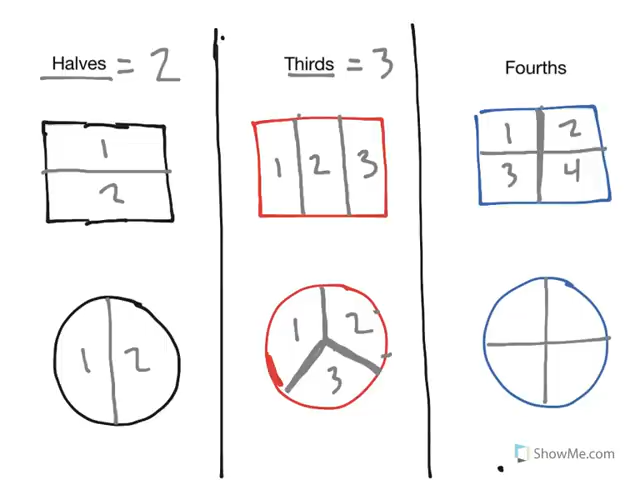 Halves = 2
1
2
1 2
Thirds = 3
1 2 3
1 2
3
Fourths
1 2
3 4
ShowMe.com